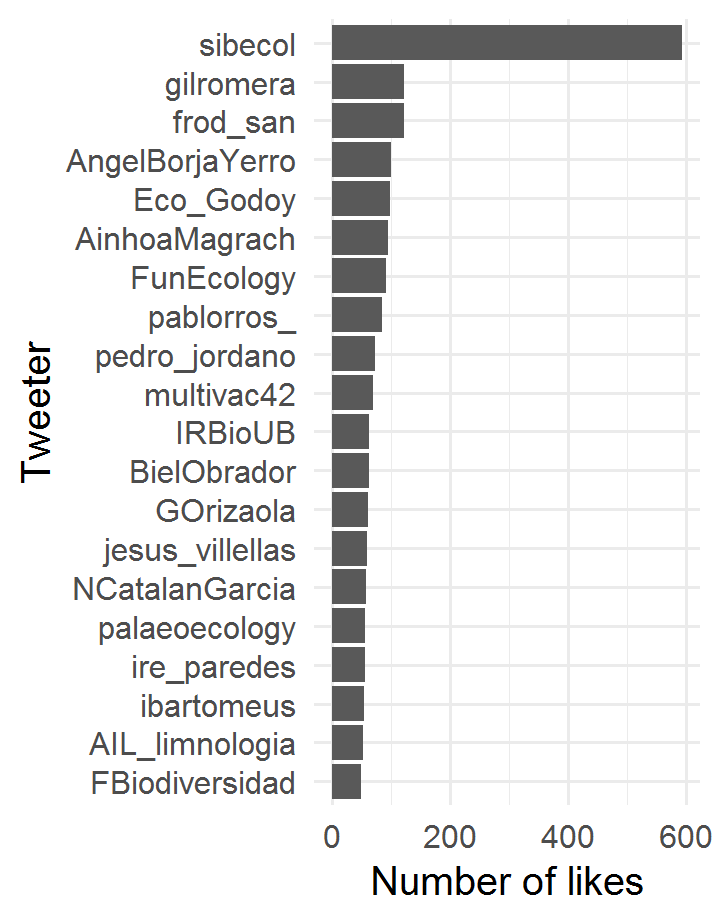 sibecol
gilromera
frod_san
AngelBorjaYerro
Eco_Godoy
AinhoaMagrach
FunEcology
pablorros_
pedro_jordano
multivac42
IRBioUB
BielObrador
GOrizaola
jesus_villellas
NCatalanGarcia
palaeoecology
ire_paredes
ibartomeus
AIL_limnologia
FBiodiversidad
Tweeter
0 200 400 600
Number of likes